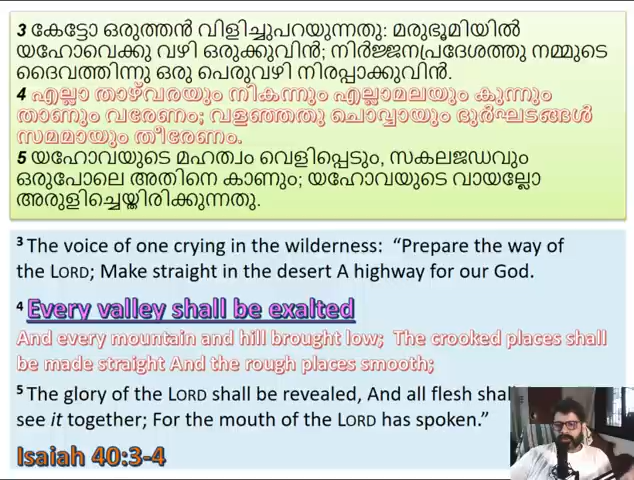 3 കേട്ടോ ഒരുത്തൻ വിളിച്ചുപറയുന്നതു: മരുഭൂമിയിൽ
യഹോവെക്കു വഴി ഒരുക്കുവിൻ; നിർജ്ജനപ്രദേശത്തു നമ്മുടെ
ദൈവത്തിന്നു ഒരു പെരുവഴി നിരപ്പാക്കുവിൻ.
4 എല്ലാ താഴ്‌വരയും നികന്നും എല്ലാമലയും കുന്നും
താണും വരേണം; വളഞ്ഞതു ചൊവ്വായും ദുർഘടങ്ങൾ
സമമായും തീരേണം.
5 യഹോവയുടെ മഹത്വം വെളിപ്പെടും, സകലജഡവും
ഒരുപോലെ അതിനെ കാണും; യഹോവയുടെ വായല്ലോ
അരുളിച്ചെയ്തിരിക്കുന്നതു.
3 The voice of one crying in the wilderness: “Prepare the way of
the LORD; Make straight in the desert A highway for our God.
4 Every valley shall be exalted
And every mountain and hill brought low; The crooked places shall
be made straight And the rough places smooth;
5 The glory of the LORD shall be revealed, And all flesh shal
see it together; For the mouth of the LORD has spoken.”
Isaiah 40:3-4